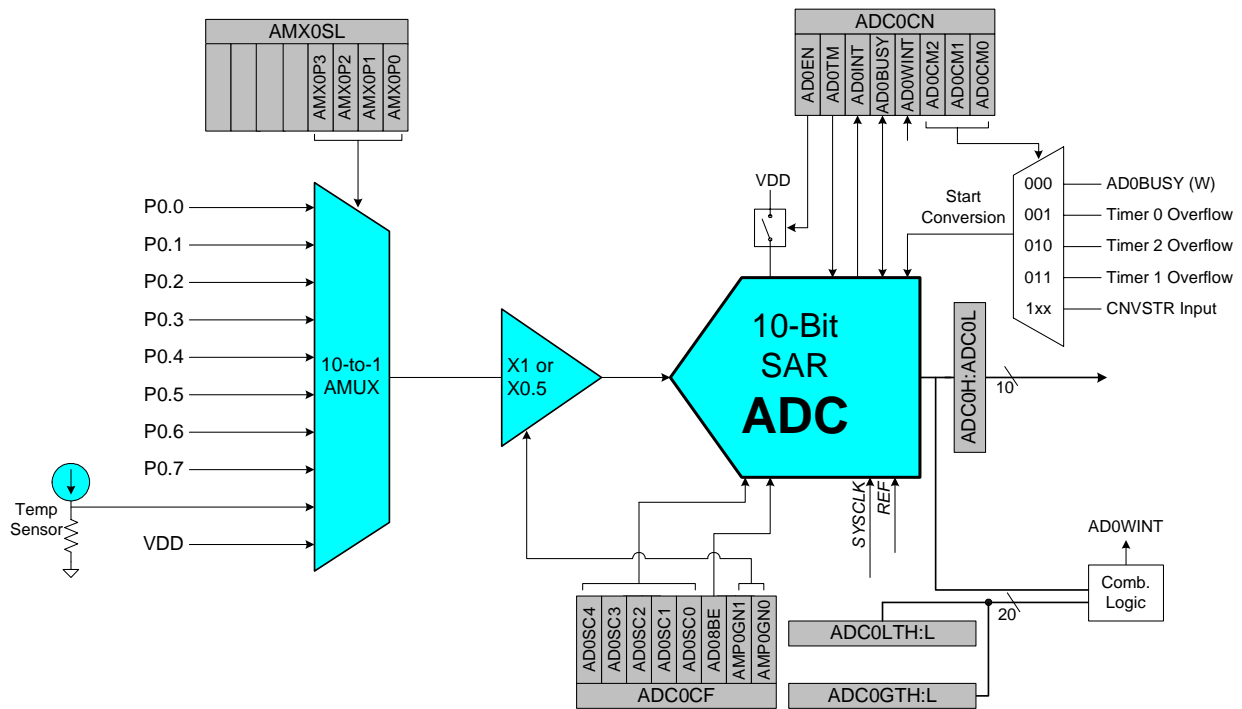 AMX0SL
AMX0P3
AMX0P2
AMX0P1
AMX0P0
ADC0CN
AD0EN
AD0TM
AD0INT
AD0BUSY
AD0WINT
AD0CM2
AD0CM1
AD0CM0
VDD
Start
Conversion
000
AD0BUSY (W)
001
Timer 0 Overflow
010
Timer 2 Overflow
011
Timer 1 Overflow
1xx
CNVSTR Input
P0.0
P0.1
P0.2
P0.3
P0.4
P0.5
P0.6
P0.7
Temp
Sensor
VDD
10-to-1
AMUX
X1 or
X0.5
10-Bit
SAR
ADC
ADC0H:ADC0L
10
SYSCLK
REF
AD0WINT
Comb.
Logic
20
ADC0LTH:L
ADC0GTH:L
AD0SC4
AD0SC3
AD0SC2
AD0SC1
AD0SC0
AD08BE
AMP0GN1
AMP0GN0
ADC0CF